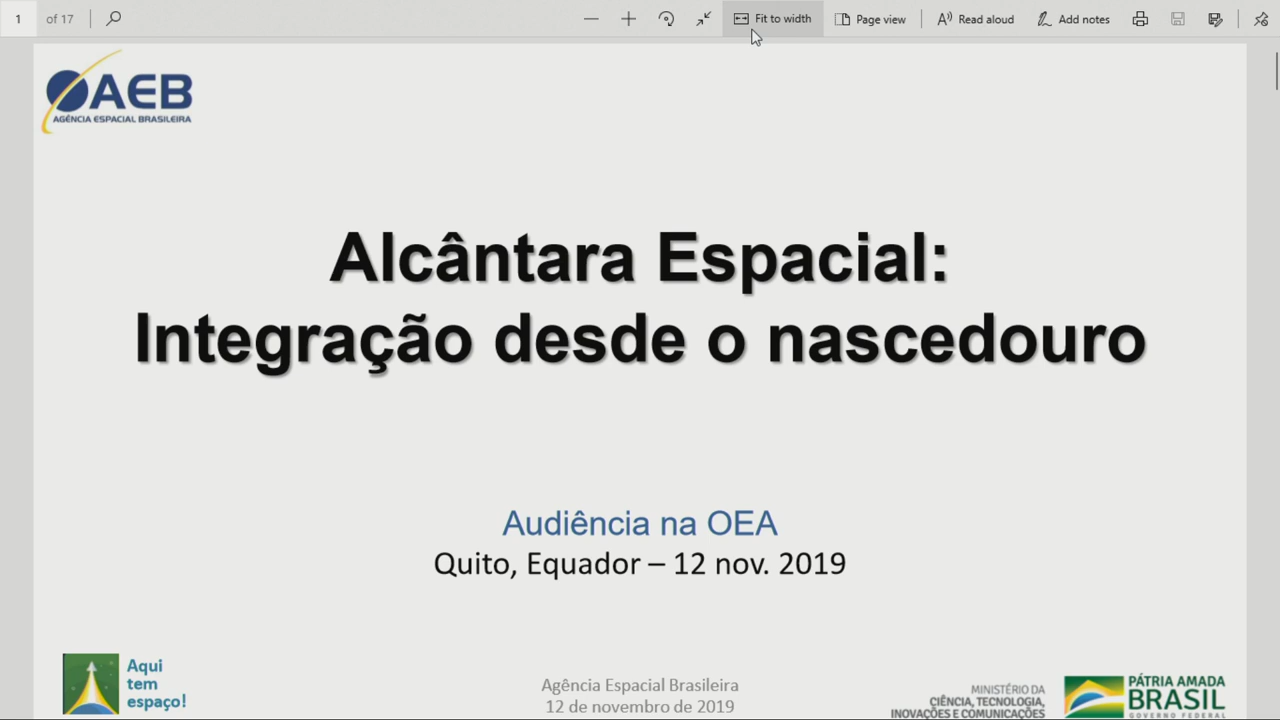 1 of 17
Fit to width
Page view
Read aloud
Add notes
AEB
AGÊNCIA ESPACIAL BRASILEIRA
Alcântara Espacial:
Integração desde o nascedouro
Audiência na OEA
Quito, Equador – 12 nov. 2019
Aqui
tem
espaço!
Agência Espacial Brasileira
12 de novembro de 2019
MINISTÉRIO DA
CIÊNCIA, TECNOLOGIA,
INOVAÇÕES E COMUNICAÇÕES
PÁTRIA AMADA
BRASIL
GOVERNO FEDERAL